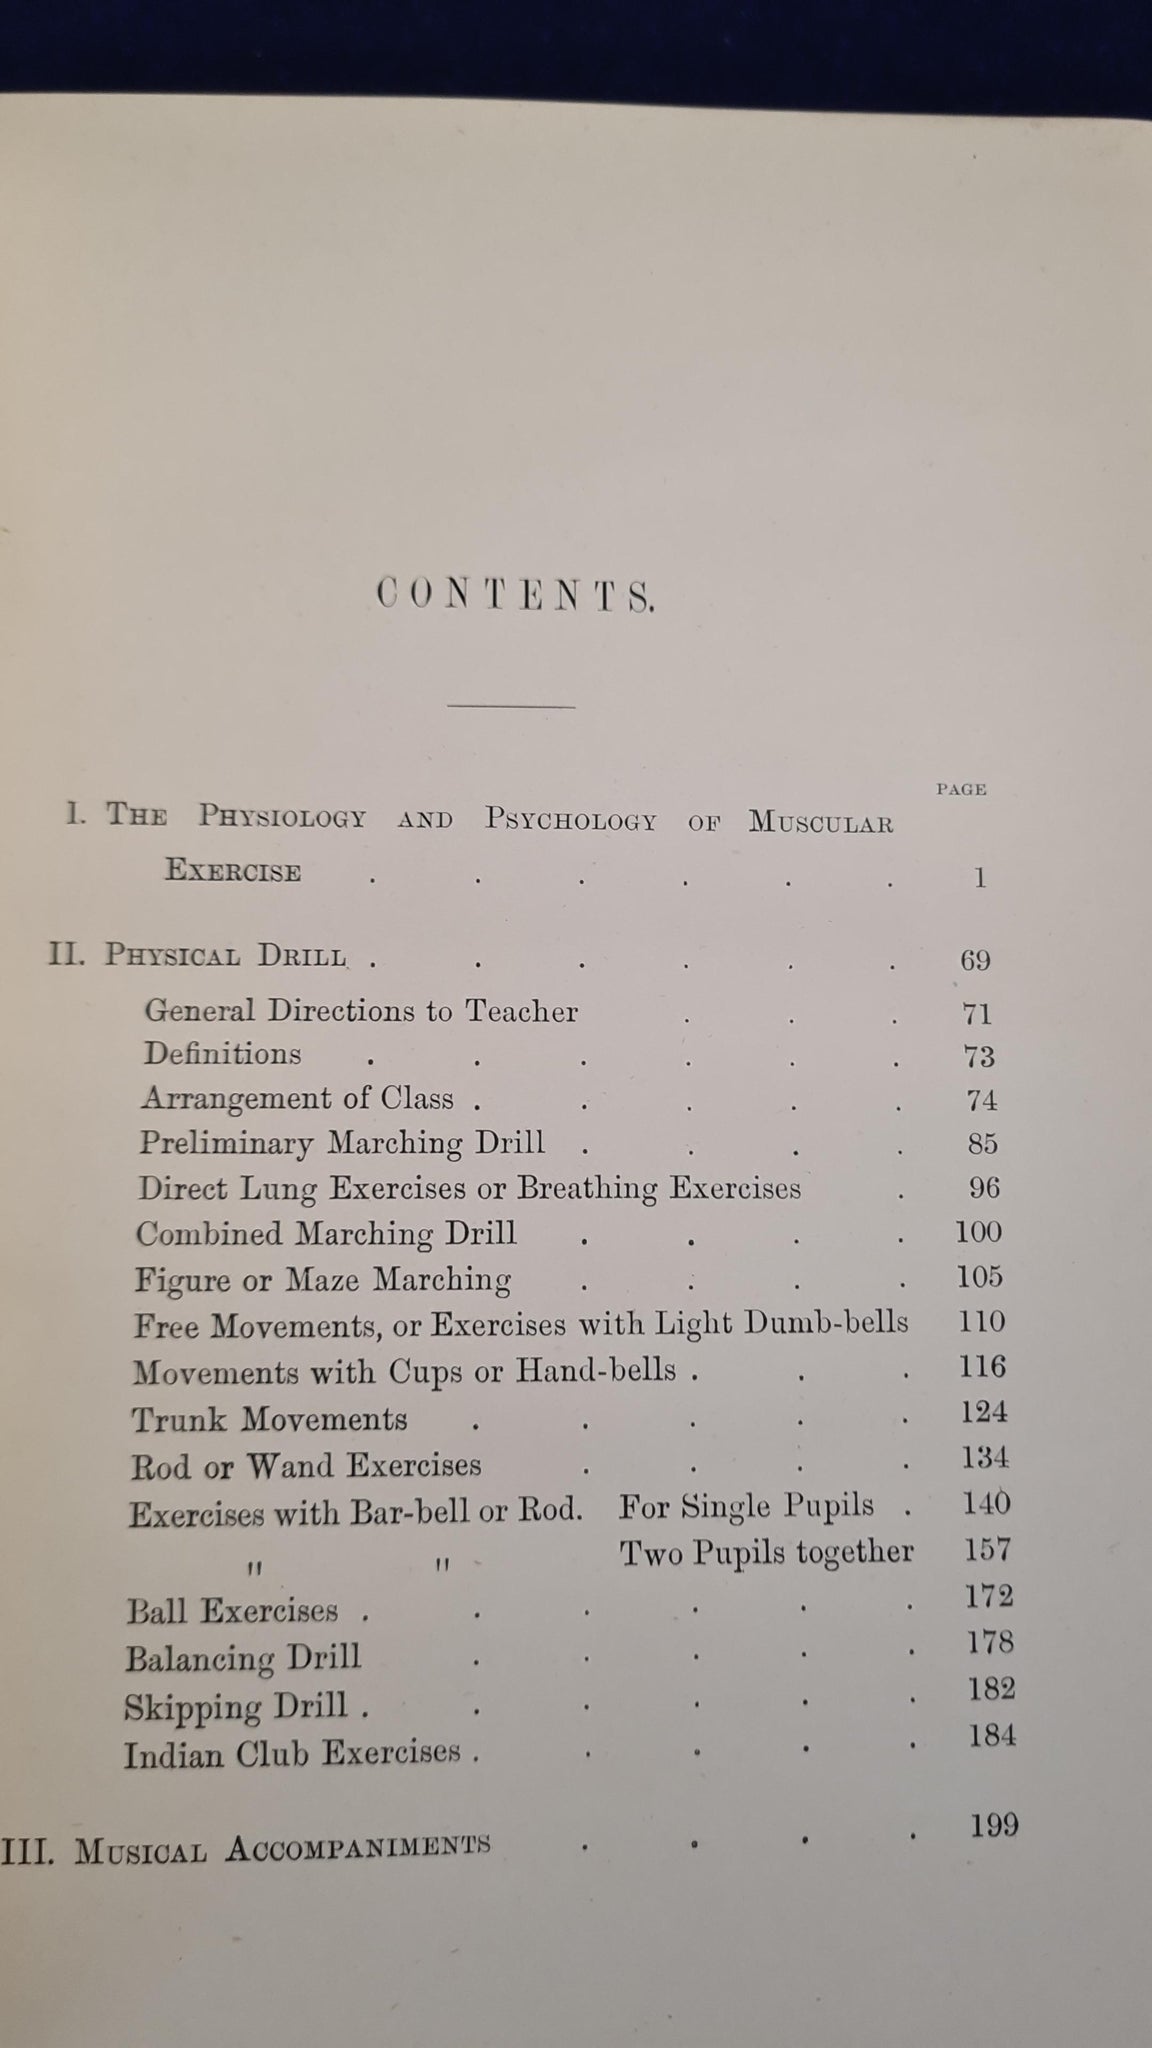 CONTENTS.
PAGE
I. THE PHYSIOLOGY AND PSYCHOLOGY OF MUSCULAR
EXERCISE . . . . . . 1
II. PHYSICAL DRILL . . . . . . 69
General Directions to Teacher . . . 71
Definitions . . . . . . 73
Arrangement of Class . . . . . 74
Preliminary Marching Drill . . . . 85
Direct Lung Exercises or Breathing Exercises . 96
Combined Marching Drill . . . . 100
Figure or Maze Marching . . . . 105
Free Movements, or Exercises with Light Dumb-bells 110
Movements with Cups or Hand-bells . . . 116
Trunk Movements . . . . . 124
Rod or Wand Exercises . . . . 134
Exercises with Bar-bell or Rod. For Single Pupils . 140
" " Two Pupils together 157
Ball Exercises . . . . . . 172
Balancing Drill . . . . . 178
Skipping Drill . . . . . . 182
Indian Club Exercises . . . . . 184
III. MUSICAL ACCOMPANIMENTS . . . . 199